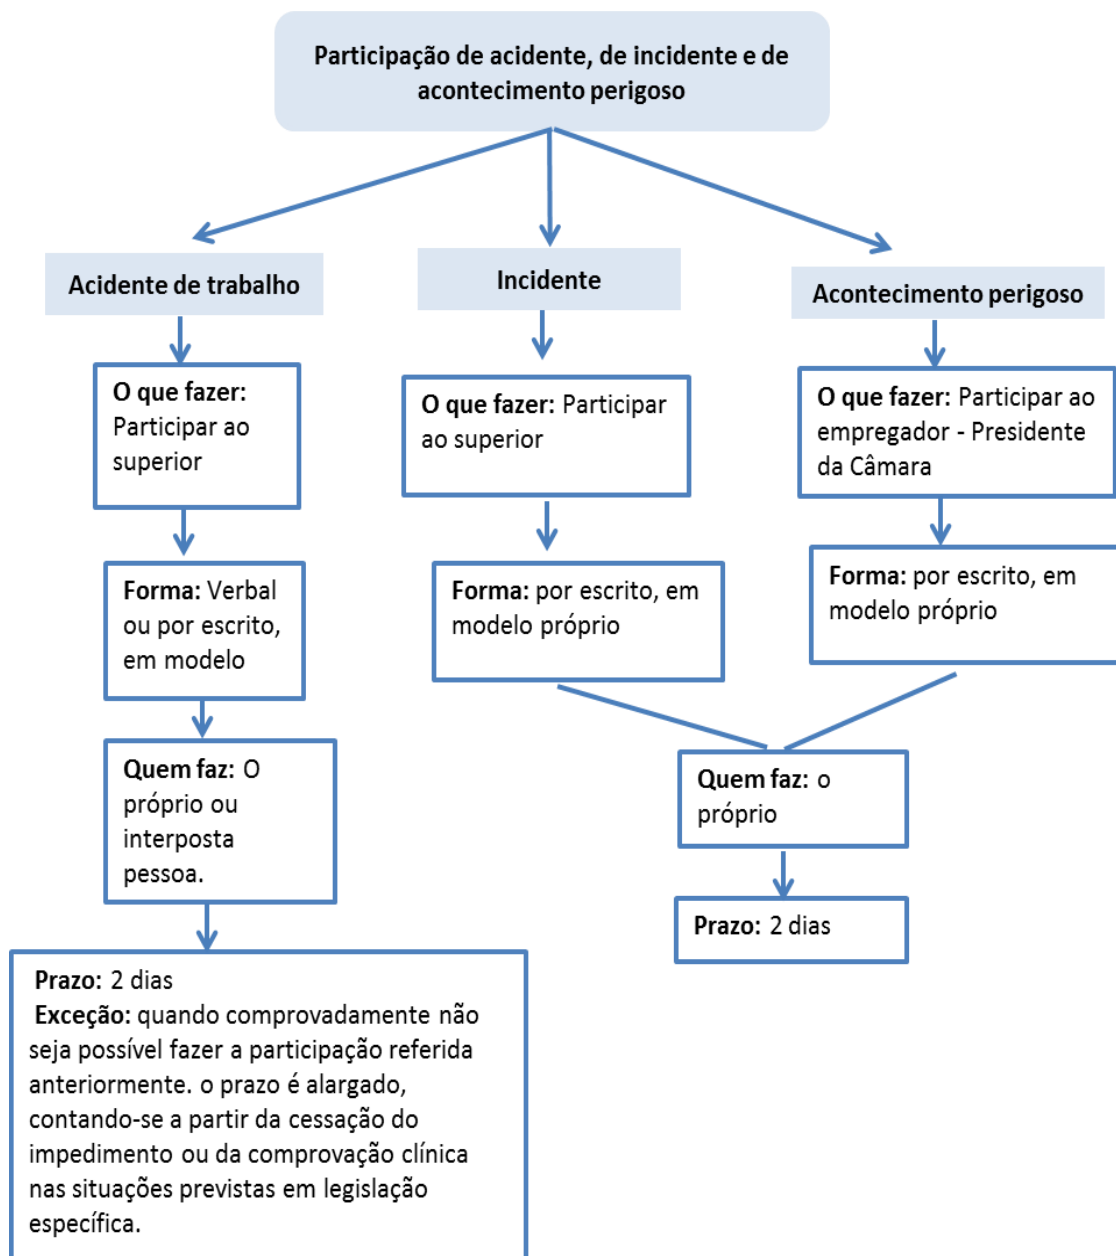 Participação de acidente, de incidente e de
acontecimento perigoso
Acidente de trabalho
O que fazer:
Participar ao
superior
Forma: Verbal
ou por escrito,
em modelo
Quem faz: O
próprio ou
interposta
pessoa.
Prazo: 2 dias
Exceção: quando comprovadamente não
seja possível fazer a participação referida
anteriormente. o prazo é alargado,
contando-se a partir da cessação do
impedimento ou da comprovação clínica
nas situações previstas em legislação
específica.
Incidente
O que fazer: Participar
ao superior
Forma: por escrito, em
modelo próprio
Acontecimento perigoso
O que fazer: Participar ao
empregador - Presidente
da Câmara
Forma: por escrito, em
modelo próprio
Quem faz: o
próprio
Prazo: 2 dias